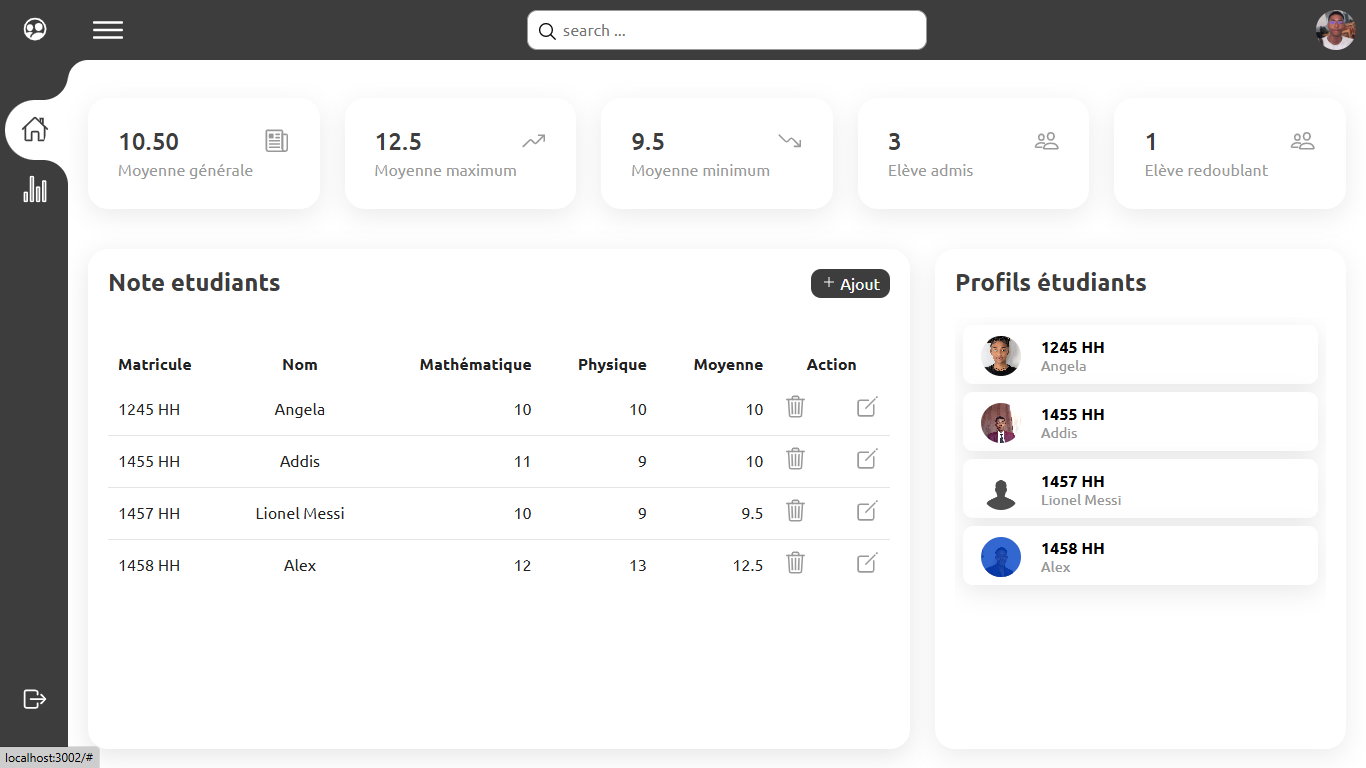 search ...
10.50
Moyenne générale
12.5
Moyenne maximum
9.5
Moyenne minimum
3
Elève admis
1
Elève redoublant
Note etudiants
+ Ajout
Matricule Nom Mathématique Physique Moyenne Action
1245 HH Angela 10 10 10
1455 HH Addis 11 9 10
1457 HH Lionel Messi 10 9 9.5
1458 HH Alex 12 13 12.5
Profils étudiants
1245 HH
Angela
1455 HH
Addis
1457 HH
Lionel Messi
1458 HH
Alex
localhost:3002/#